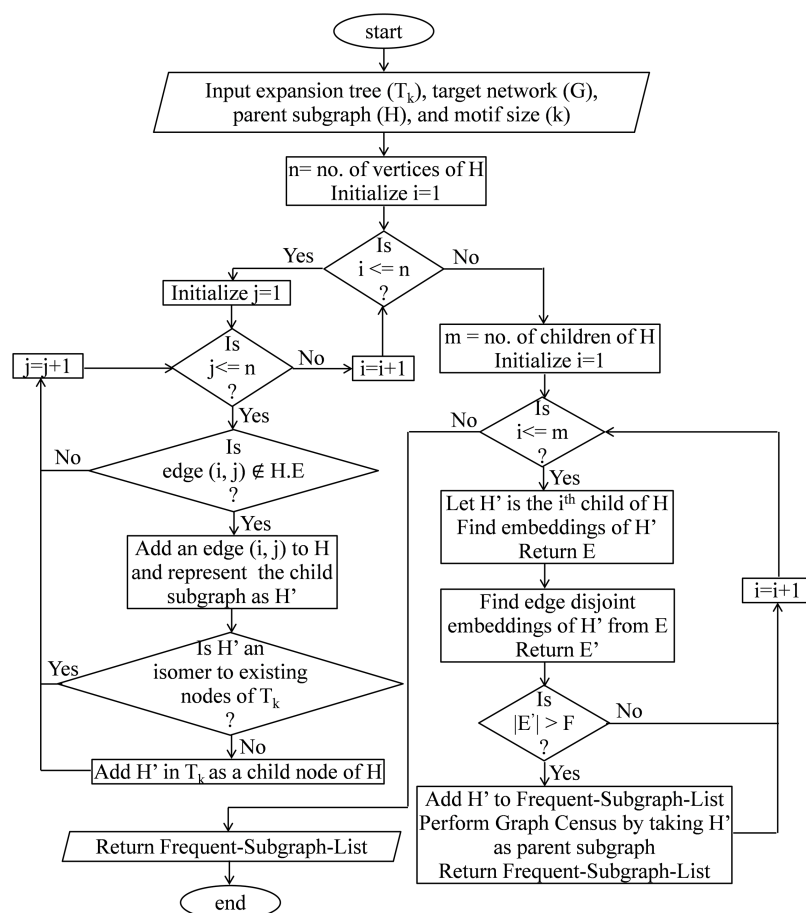 start
Input expansion tree (Tk), target network (G),
parent subgraph (H), and motif size (k)
n= no. of vertices of H
Initialize i=1
Is
i <= n
?
Yes
No
Initialize j=1
Is
j<= n
?
No
i=i+1
j=j+1
Yes
Is
edge (i, j) ∉ H.E
?
No
Yes
Add an edge (i, j) to H
and represent the child
subgraph as H’
Is H’ an
isomer to existing
nodes of Tk
?
Yes
No
Add H’ in Tk as a child node of H
m = no. of children of H
Initialize i=1
Is
i<= m
?
No
Yes
Let H’ is the ith child of H
Find embeddings of H’
Return E
Find edge disjoint
embeddings of H’ from E
Return E’
i=i+1
Is
|E’| > F
?
No
Yes
Add H’ to Frequent-Subgraph-List
Perform Graph Census by taking H’
as parent subgraph
Return Frequent-Subgraph-List
Return Frequent-Subgraph-List
end